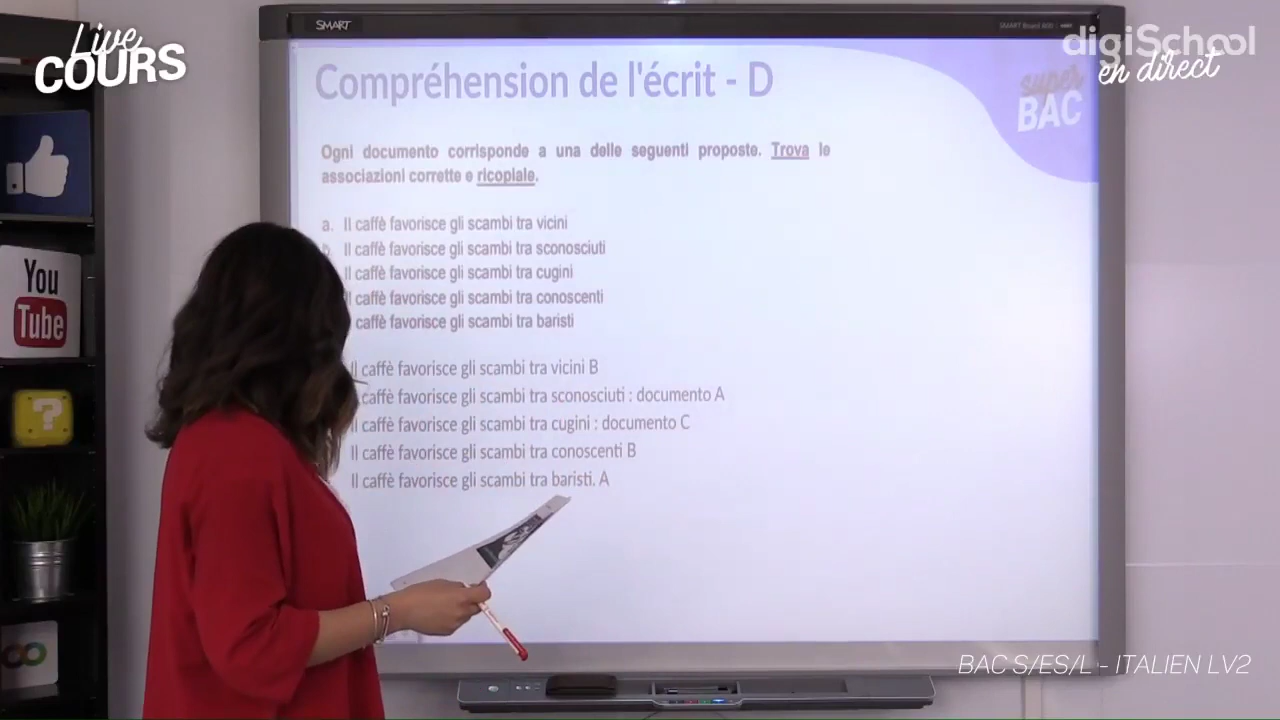 Live
COURS
SMART
digiSchool
en direct
super
BAC
Compréhension de l'écrit - D
Ogni documento corrisponde a una delle seguenti proposte. Trova le
associazioni corrette e ricopiale.
a. Il caffè favorisce gli scambi tra vicini
Il caffè favorisce gli scambi tra sconosciuti
Il caffè favorisce gli scambi tra cugini
Il caffè favorisce gli scambi tra conoscenti
caffè favorisce gli scambi tra baristi
Il caffè favorisce gli scambi tra vicini B
caffè favorisce gli scambi tra sconosciuti : documento A
Il caffè favorisce gli scambi tra cugini : documento C
Il caffè favorisce gli scambi tra conoscenti B
Il caffè favorisce gli scambi tra baristi. A
You
Tube
?
BAC S/ES/L - ITALIEN LV2